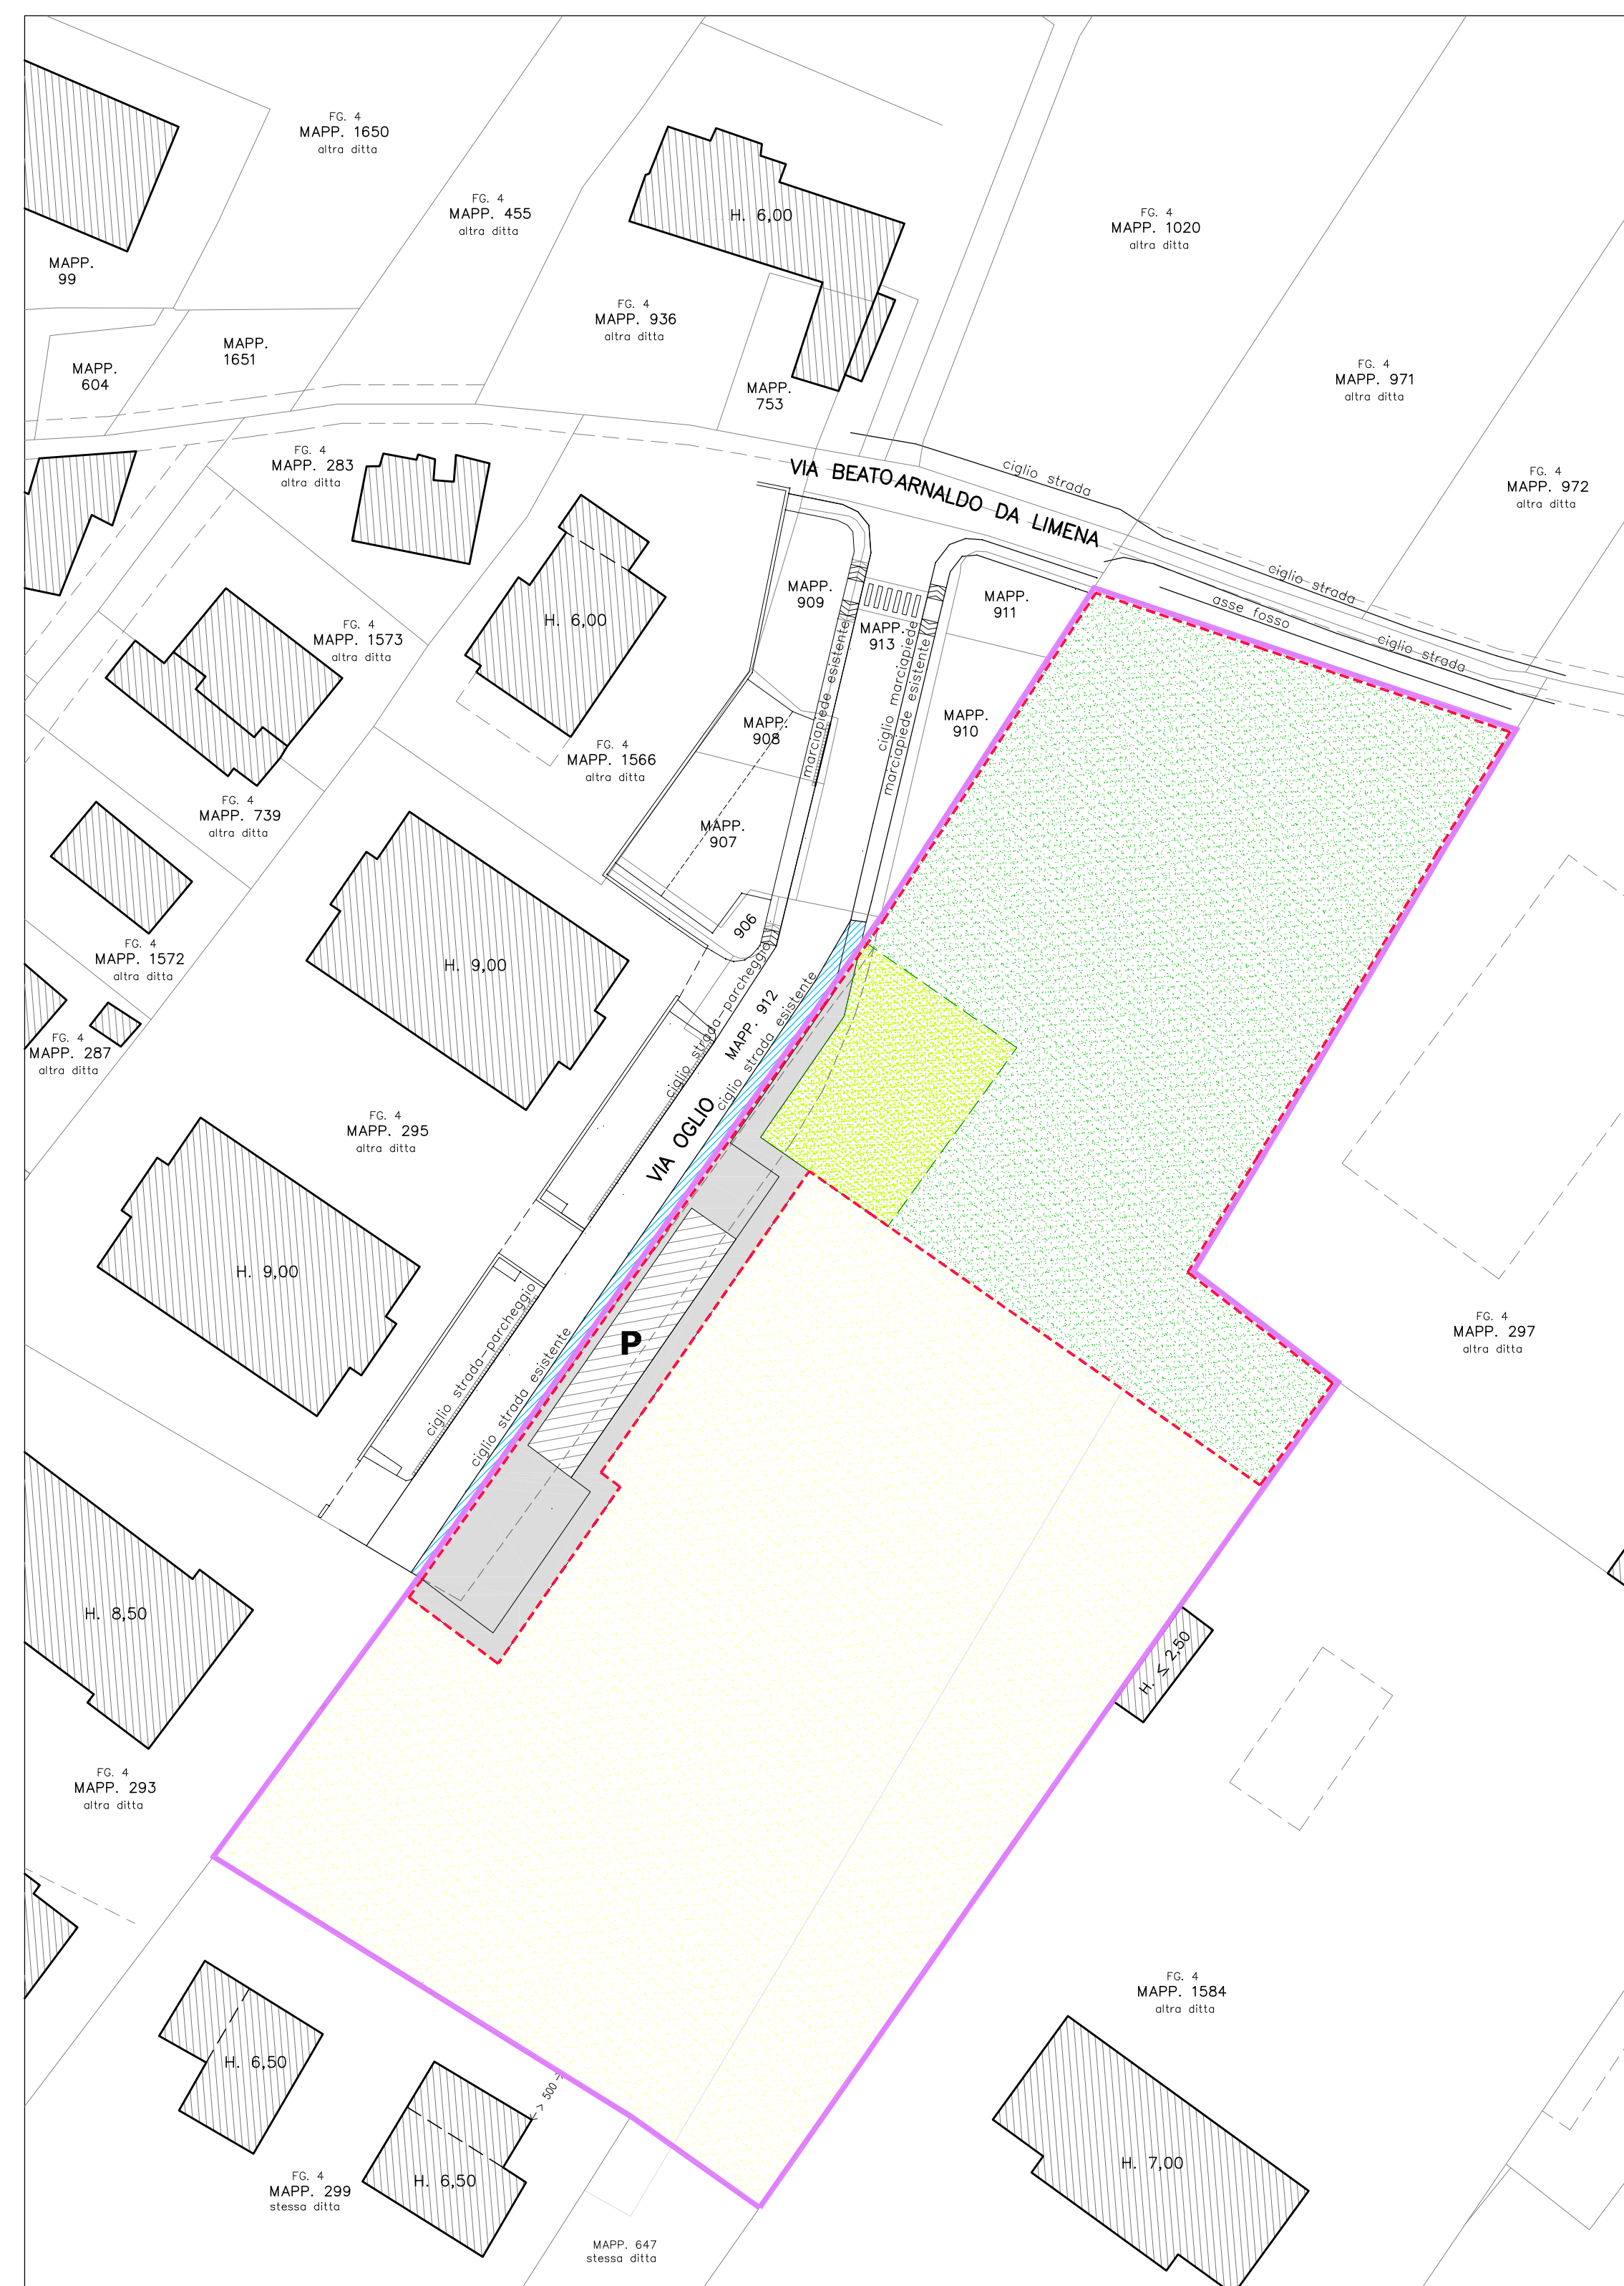 FG. 4
MAPP. 1650
altra ditta
FG. 4
MAPP. 455
altra ditta
H. 6,00
FG. 4
MAPP. 1020
altra ditta
MAPP.
99
FG. 4
MAPP. 936
altra ditta
MAPP.
1651
MAPP.
604
MAPP.
753
FG. 4
MAPP. 971
altra ditta
FG. 4
MAPP. 283
altra ditta
VIA BEATO ARNALDO DA LIMENA
ciglio strada
FG. 4
MAPP. 972
altra ditta
ciglio strada
asse fosso
ciglio strada
MAPP.
909
MAPP.
911
H. 6,00
FG. 4
MAPP. 1573
altra ditta
MAPP.
913
marciapiede esistente
ciglio marciapiede
marciapiede esistente
MAPP.
908
MAPP.
910
FG. 4
MAPP. 1566
altra ditta
FG. 4
MAPP. 739
altra ditta
MAPP.
907
906
FG. 4
MAPP. 1572
altra ditta
H. 9,00
ciglio strada-parcheggio
MAPP. 912
ciglio strada esistente
FG. 4
MAPP. 287
altra ditta
FG. 4
MAPP. 295
altra ditta
VIA OGLIO
H. 9,00
P
FG. 4
MAPP. 297
altra ditta
ciglio strada-parcheggio
ciglio strada esistente
H. 8,50
H. ≤ 2,50
FG. 4
MAPP. 293
altra ditta
FG. 4
MAPP. 1584
altra ditta
H. 6,50
> 500
H. 6,50
H. 7,00
FG. 4
MAPP. 299
stessa ditta
MAPP. 647
stessa ditta